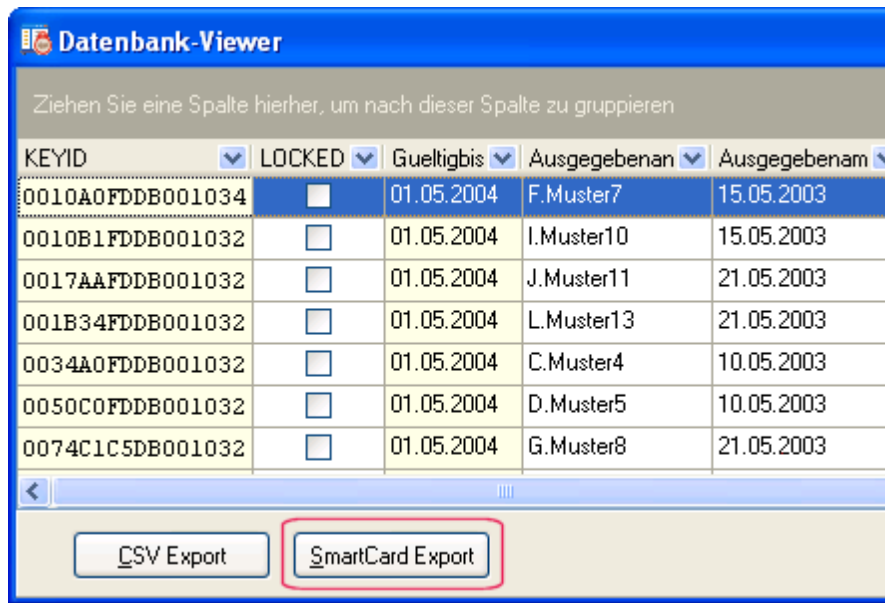 Datenbank-Viewer
Ziehen Sie eine Spalte hierher, um nach dieser Spalte zu gruppieren
KEYID LOCKED Gueltigbis Ausgegebenan Ausgegebenam
0010A0FDDB001034 01.05.2004 F.Muster7 15.05.2003
0010B1FDDB001032 01.05.2004 I.Muster10 15.05.2003
0017AAFDDB001032 01.05.2004 J.Muster11 21.05.2003
001B34FDDB001032 01.05.2004 L.Muster13 21.05.2003
0034A0FDDB001032 01.05.2004 C.Muster4 10.05.2003
0050C0FDDB001032 01.05.2004 D.Muster5 10.05.2003
0074C1C5DB001032 01.05.2004 G.Muster8 21.05.2003
CSV Export SmartCard Export